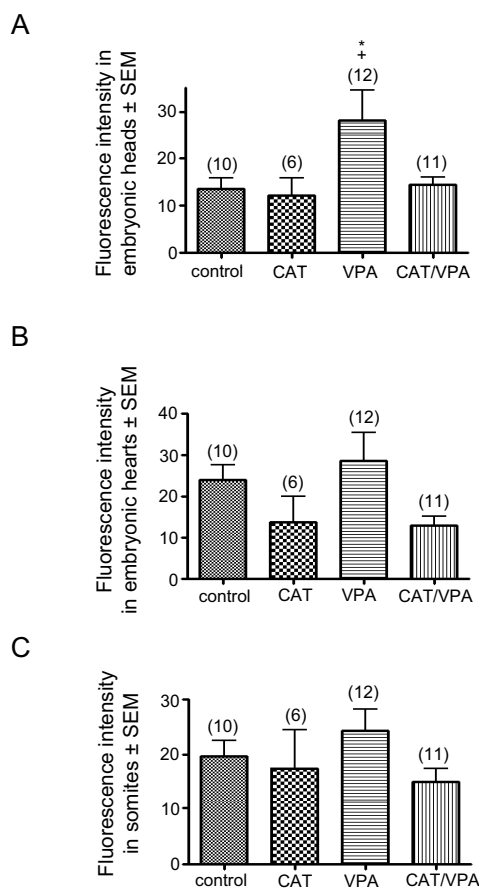 A
Fluorescence intensity in
embryonic heads ± SEM
30
20
10
0
(10)
(6)
*
+
(12)
(11)
control
CAT
VPA
CAT/VPA
B
Fluorescence intensity
in embryonic hearts ± SEM
40
30
20
10
0
(10)
(6)
(12)
(11)
control
CAT
VPA
CAT/VPA
C
Fluorescence intensity
in somites ± SEM
30
20
10
0
(10)
(6)
(12)
(11)
control
CAT
VPA
CAT/VPA